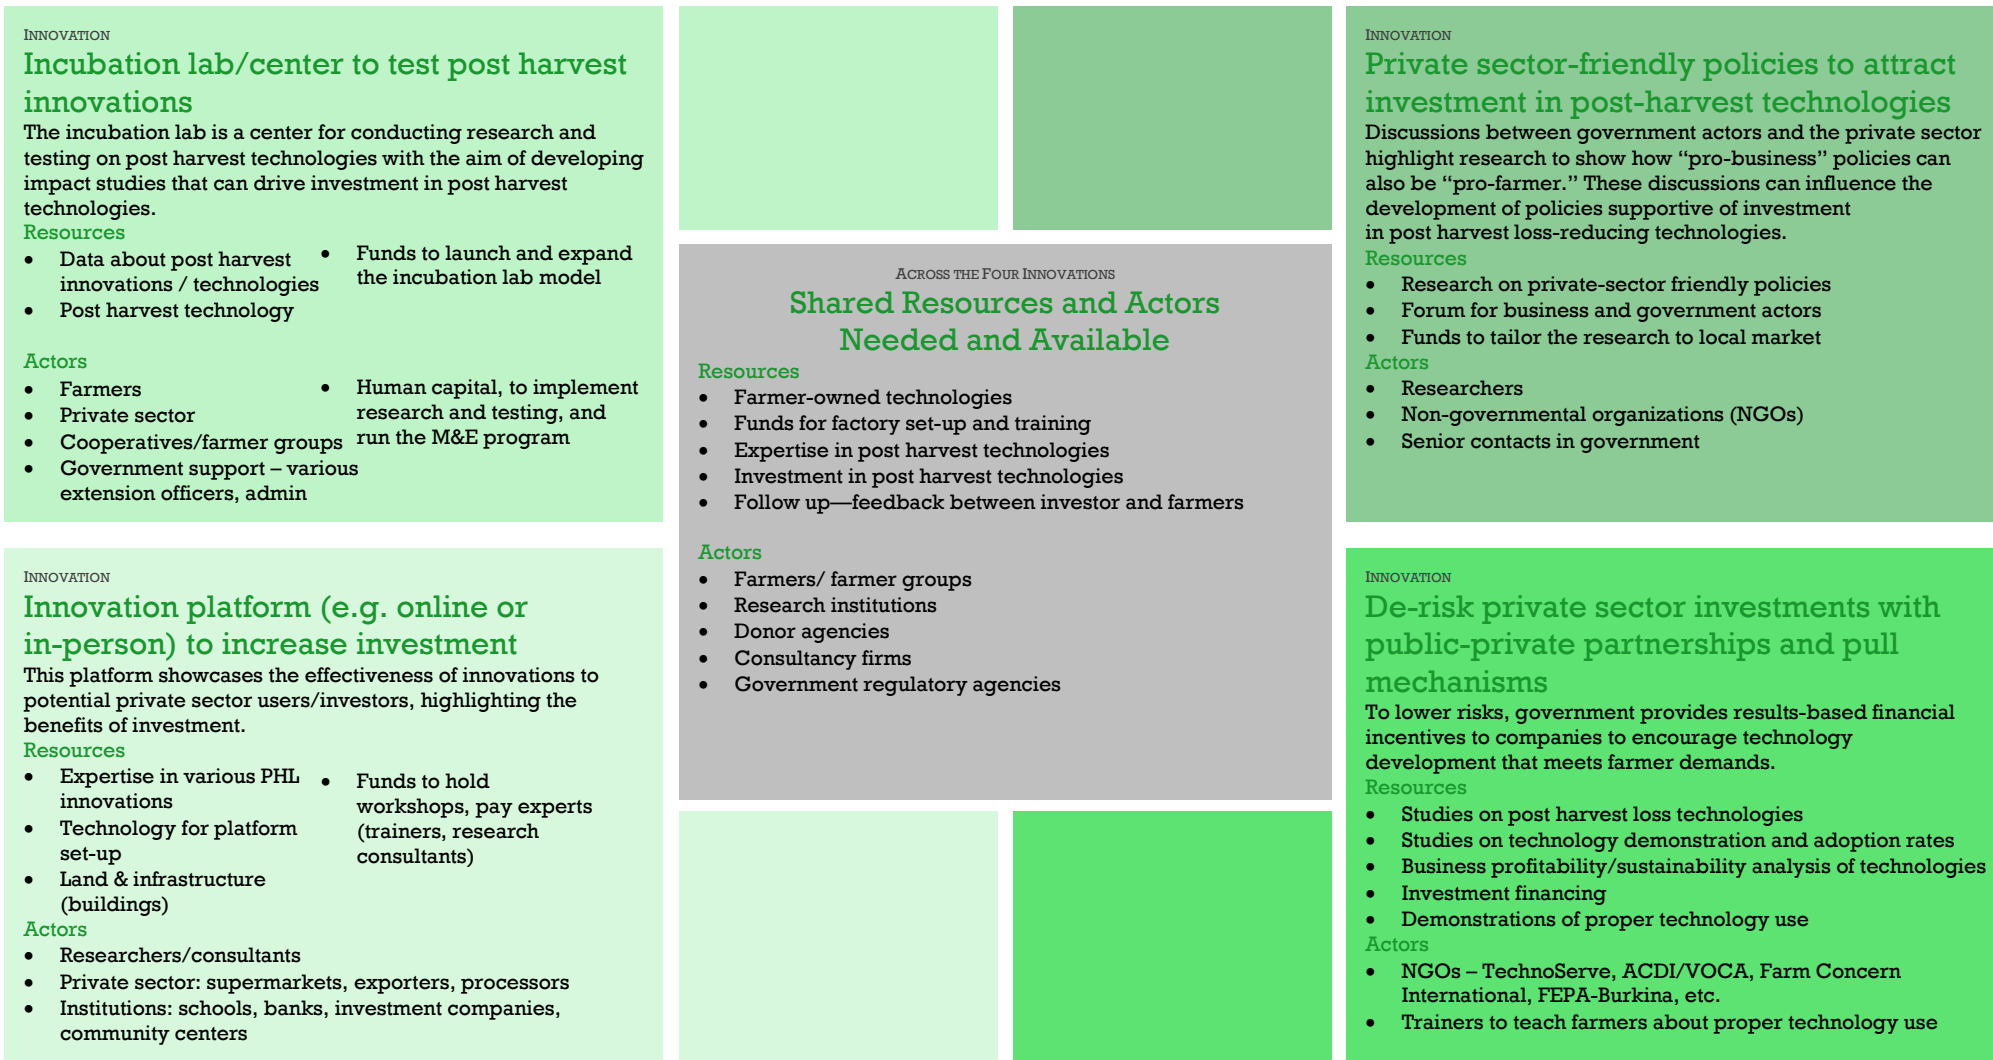 INNOVATION
Incubation lab/center to test post harvest
innovations
The incubation lab is a center for conducting research and
testing on post harvest technologies with the aim of developing
impact studies that can drive investment in post harvest
technologies.
Resources
• Data about post harvest
innovations / technologies
• Post harvest technology
• Funds to launch and expand
the incubation lab model
Actors
• Farmers
• Private sector
• Cooperatives/farmer groups
• Government support – various
extension officers, admin
• Human capital, to implement
research and testing, and
run the M&E program
INNOVATION
Innovation platform (e.g. online or
in-person) to increase investment
This platform showcases the effectiveness of innovations to
potential private sector users/investors, highlighting the
benefits of investment.
Resources
• Expertise in various PHL
innovations
• Technology for platform
set-up
• Land & infrastructure
(buildings)
• Funds to hold
workshops, pay experts
(trainers, research
consultants)
Actors
• Researchers/consultants
• Private sector: supermarkets, exporters, processors
• Institutions: schools, banks, investment companies,
community centers
ACROSS THE FOUR INNOVATIONS
Shared Resources and Actors
Needed and Available
Resources
• Farmer-owned technologies
• Funds for factory set-up and training
• Expertise in post harvest technologies
• Investment in post harvest technologies
• Follow up—feedback between investor and farmers
Actors
• Farmers/ farmer groups
• Research institutions
• Donor agencies
• Consultancy firms
• Government regulatory agencies
INNOVATION
Private sector-friendly policies to attract
investment in post-harvest technologies
Discussions between government actors and the private sector
highlight research to show how “pro-business” policies can
also be “pro-farmer.” These discussions can influence the
development of policies supportive of investment
in post harvest loss-reducing technologies.
Resources
• Research on private-sector friendly policies
• Forum for business and government actors
• Funds to tailor the research to local market
Actors
• Researchers
• Non-governmental organizations (NGOs)
• Senior contacts in government
INNOVATION
De-risk private sector investments with
public-private partnerships and pull
mechanisms
To lower risks, government provides results-based financial
incentives to companies to encourage technology
development that meets farmer demands.
Resources
• Studies on post harvest loss technologies
• Studies on technology demonstration and adoption rates
• Business profitability/sustainability analysis of technologies
• Investment financing
• Demonstrations of proper technology use
Actors
• NGOs – TechnoServe, ACDI/VOCA, Farm Concern
International, FEPA-Burkina, etc.
• Trainers to teach farmers about proper technology use